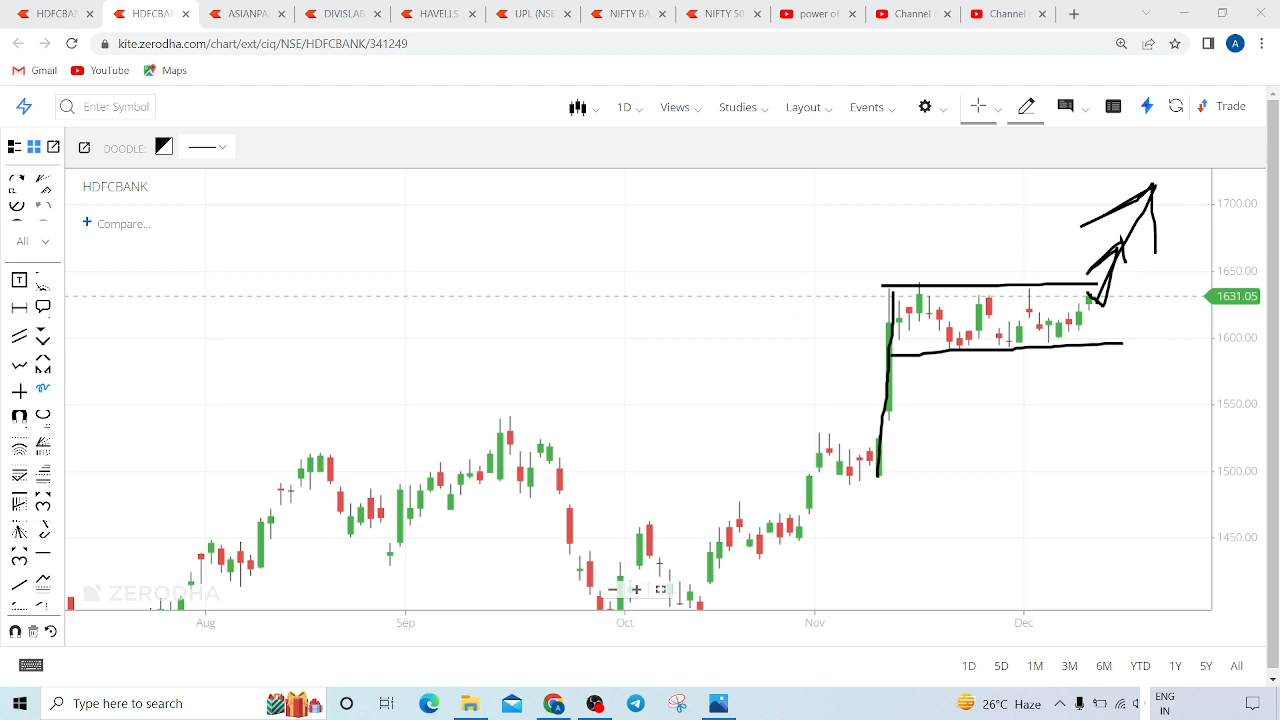 HDFCBANK
HDFCBAN
ASIANPA
DIVISLAB
HAVELLS
UPL (NSE
NIFTY BA
NIFTY 50
power of
Channel
Channel
kite.zerodha.com/chart/ext/ciq/NSE/HDFCBANK/341249
A
Gmail
YouTube
Maps
Enter Symbol
1D
Views
Studies
Layout
Events
Trade
DOODLE:
HDFCBANK
Compare...
All
T
1700.00
1650.00
1631.05
1600.00
1550.00
1500.00
1450.00
ZERODHA
Aug
Sep
Oct
Nov
Dec
1D
5D
1M
3M
6M
YTD
1Y
5Y
All
Type here to search
26°C Haze
ENG
IN